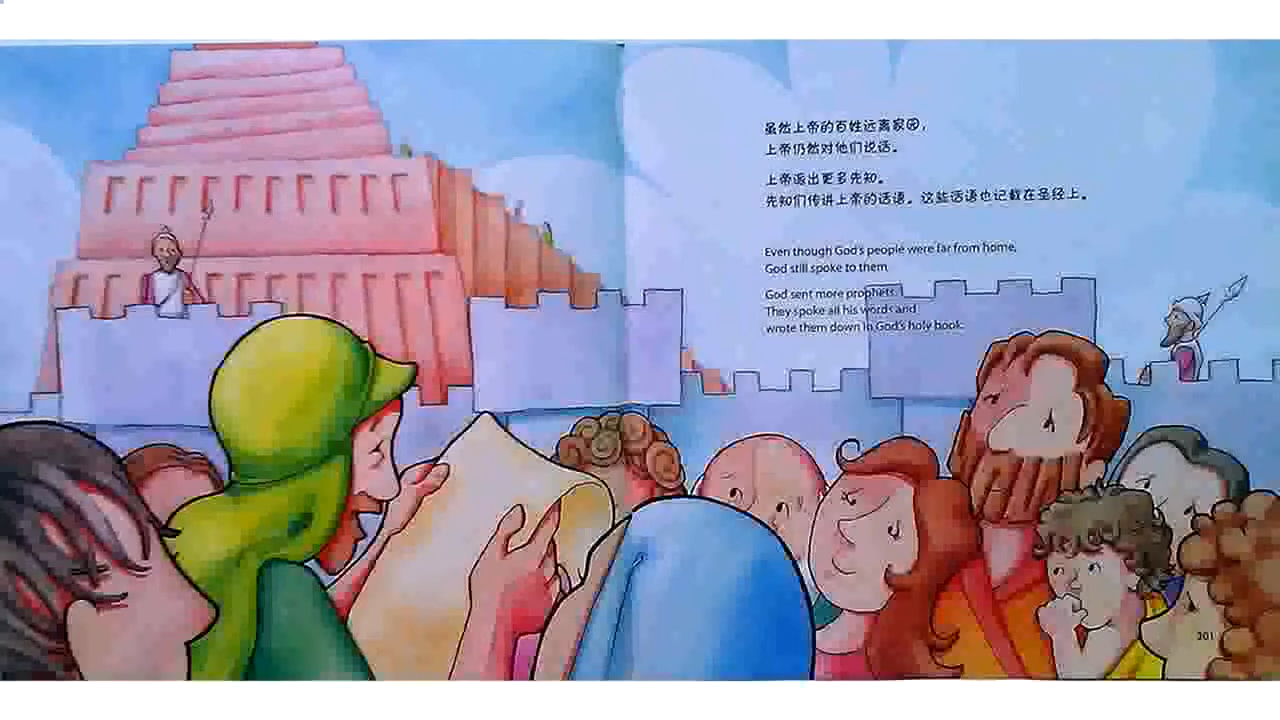 虽然上帝的百姓远离家园，
上帝仍然对他们说话。
上帝派出更多先知。
先知们传讲上帝的话语。这些话语也记载在圣经上。
Even though God's people were far from home,
God still spoke to them.
God sent more prophets.
They spoke all his words and
wrote them down in God's holy book.
201